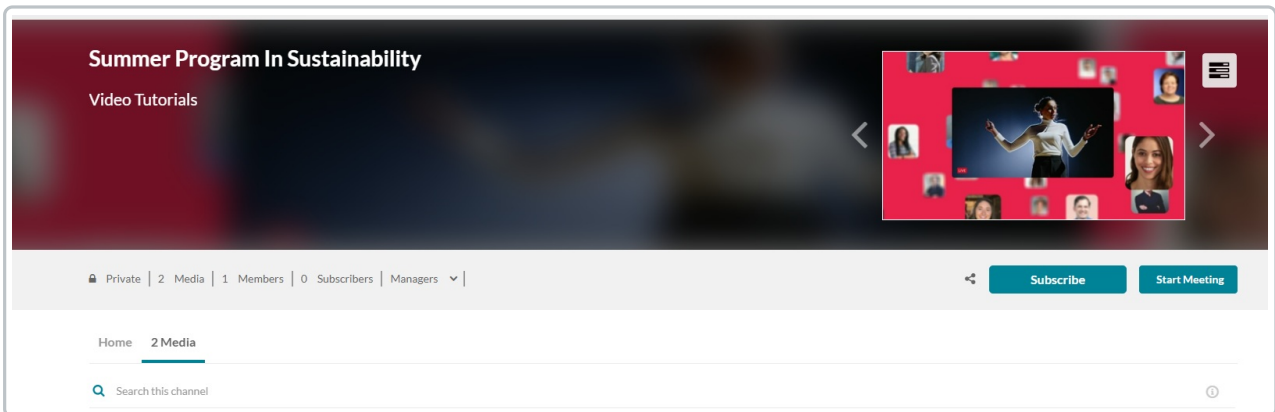 Summer Program In Sustainability
Video Tutorials
LIVE
Private | 2 Media | 1 Members | 0 Subscribers | Managers |
Subscribe
Start Meeting
Home 2 Media
Search this channel